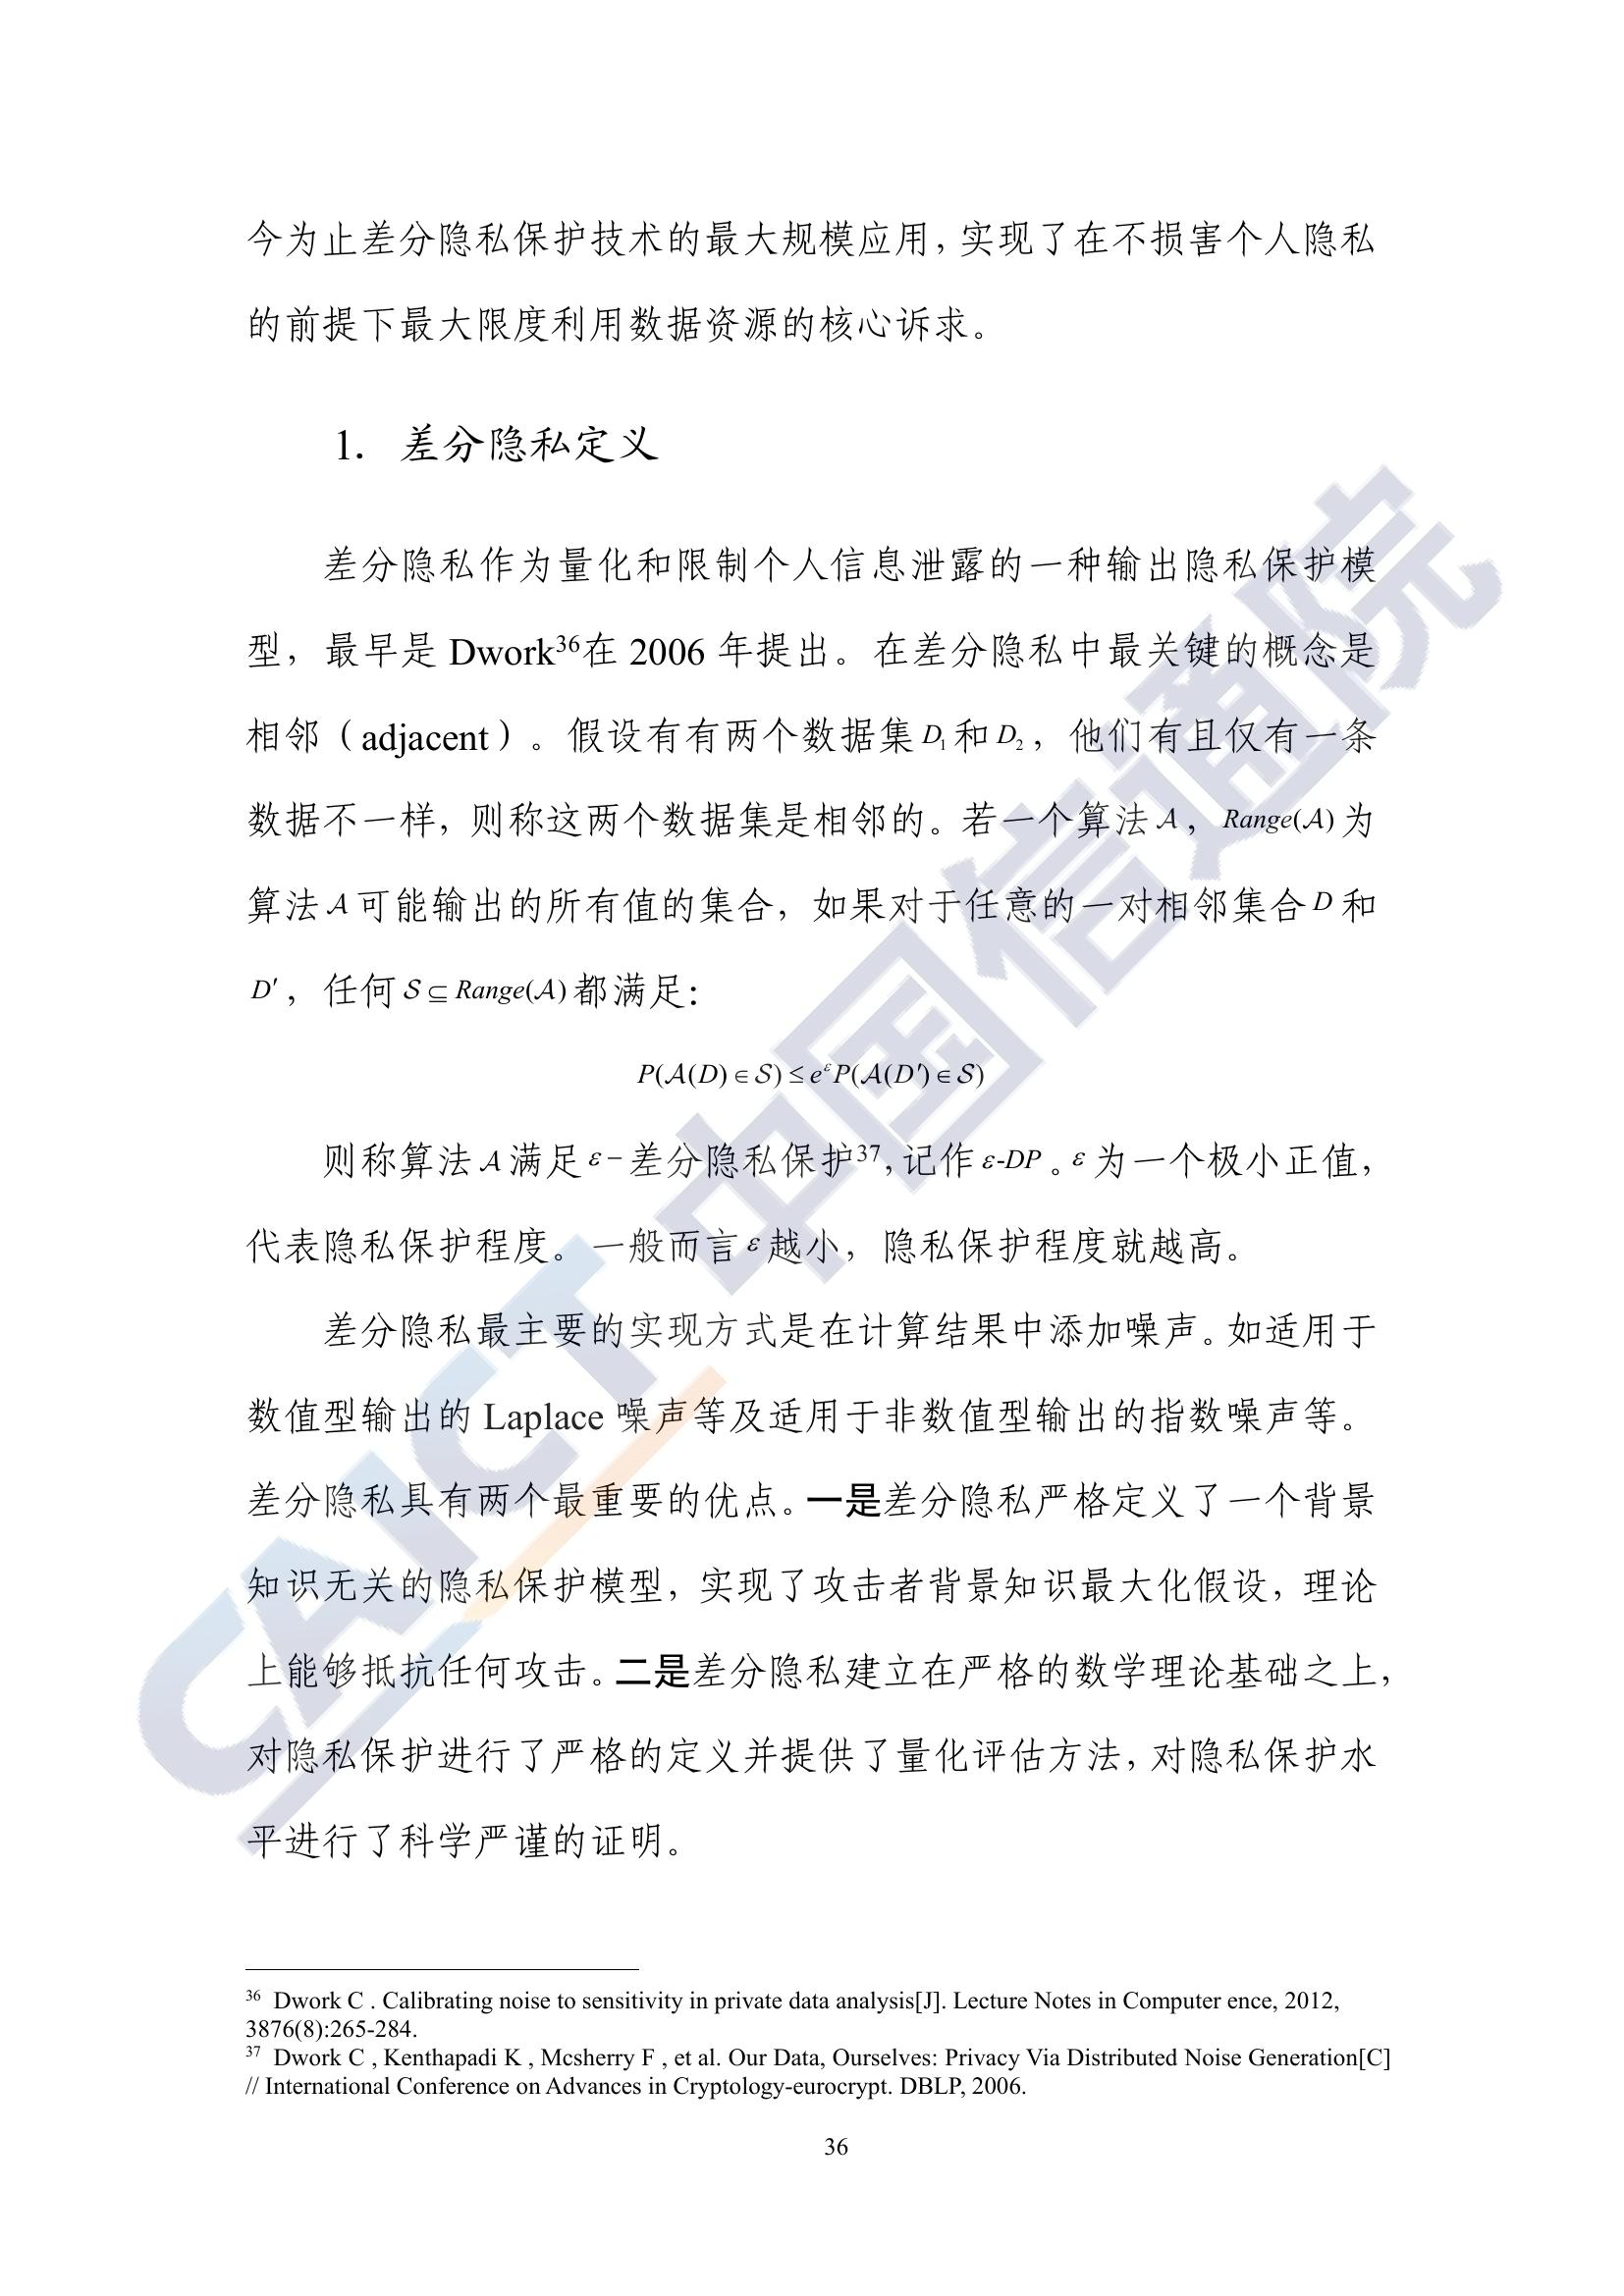 今为止差分隐私保护技术的最大规模应用，实现了在不损害个人隐私
的前提下最大限度利用数据资源的核心诉求。
1. 差分隐私定义
差分隐私作为量化和限制个人信息泄露的一种输出隐私保护模
型，最早是 Dwork³⁶在 2006 年提出。在差分隐私中最关键的概念是
相邻（adjacent）。假设有有两个数据集 D₁ 和 D₂，他们有且仅有一条
数据不一样，则称这两个数据集是相邻的。若一个算法 𝒜，Range(𝒜) 为
算法 𝒜 可能输出的所有值的集合，如果对于任意的一对相邻集合 D 和
D′，任何 𝒮 ⊆ Range(𝒜) 都满足：
P(𝒜(D) ∈ 𝒮) ≤ e^ε P(𝒜(D′) ∈ 𝒮)
则称算法 𝒜 满足 ε − 差分隐私保护³⁷，记作 ε-DP。ε 为一个极小正值，
代表隐私保护程度。一般而言 ε 越小，隐私保护程度就越高。
差分隐私最主要的实现方式是在计算结果中添加噪声。如适用于
数值型输出的 Laplace 噪声等及适用于非数值型输出的指数噪声等。
差分隐私具有两个最重要的优点。一是差分隐私严格定义了一个背景
知识无关的隐私保护模型，实现了攻击者背景知识最大化假设，理论
上能够抵抗任何攻击。二是差分隐私建立在严格的数学理论基础之上，
对隐私保护进行了严格的定义并提供了量化评估方法，对隐私保护水
平进行了科学严谨的证明。
³⁶ Dwork C . Calibrating noise to sensitivity in private data analysis[J]. Lecture Notes in Computer ence, 2012,
3876(8):265-284.
³⁷ Dwork C , Kenthapadi K , Mcsherry F , et al. Our Data, Ourselves: Privacy Via Distributed Noise Generation[C]
// International Conference on Advances in Cryptology-eurocrypt. DBLP, 2006.
36
CAICT 中国信通院